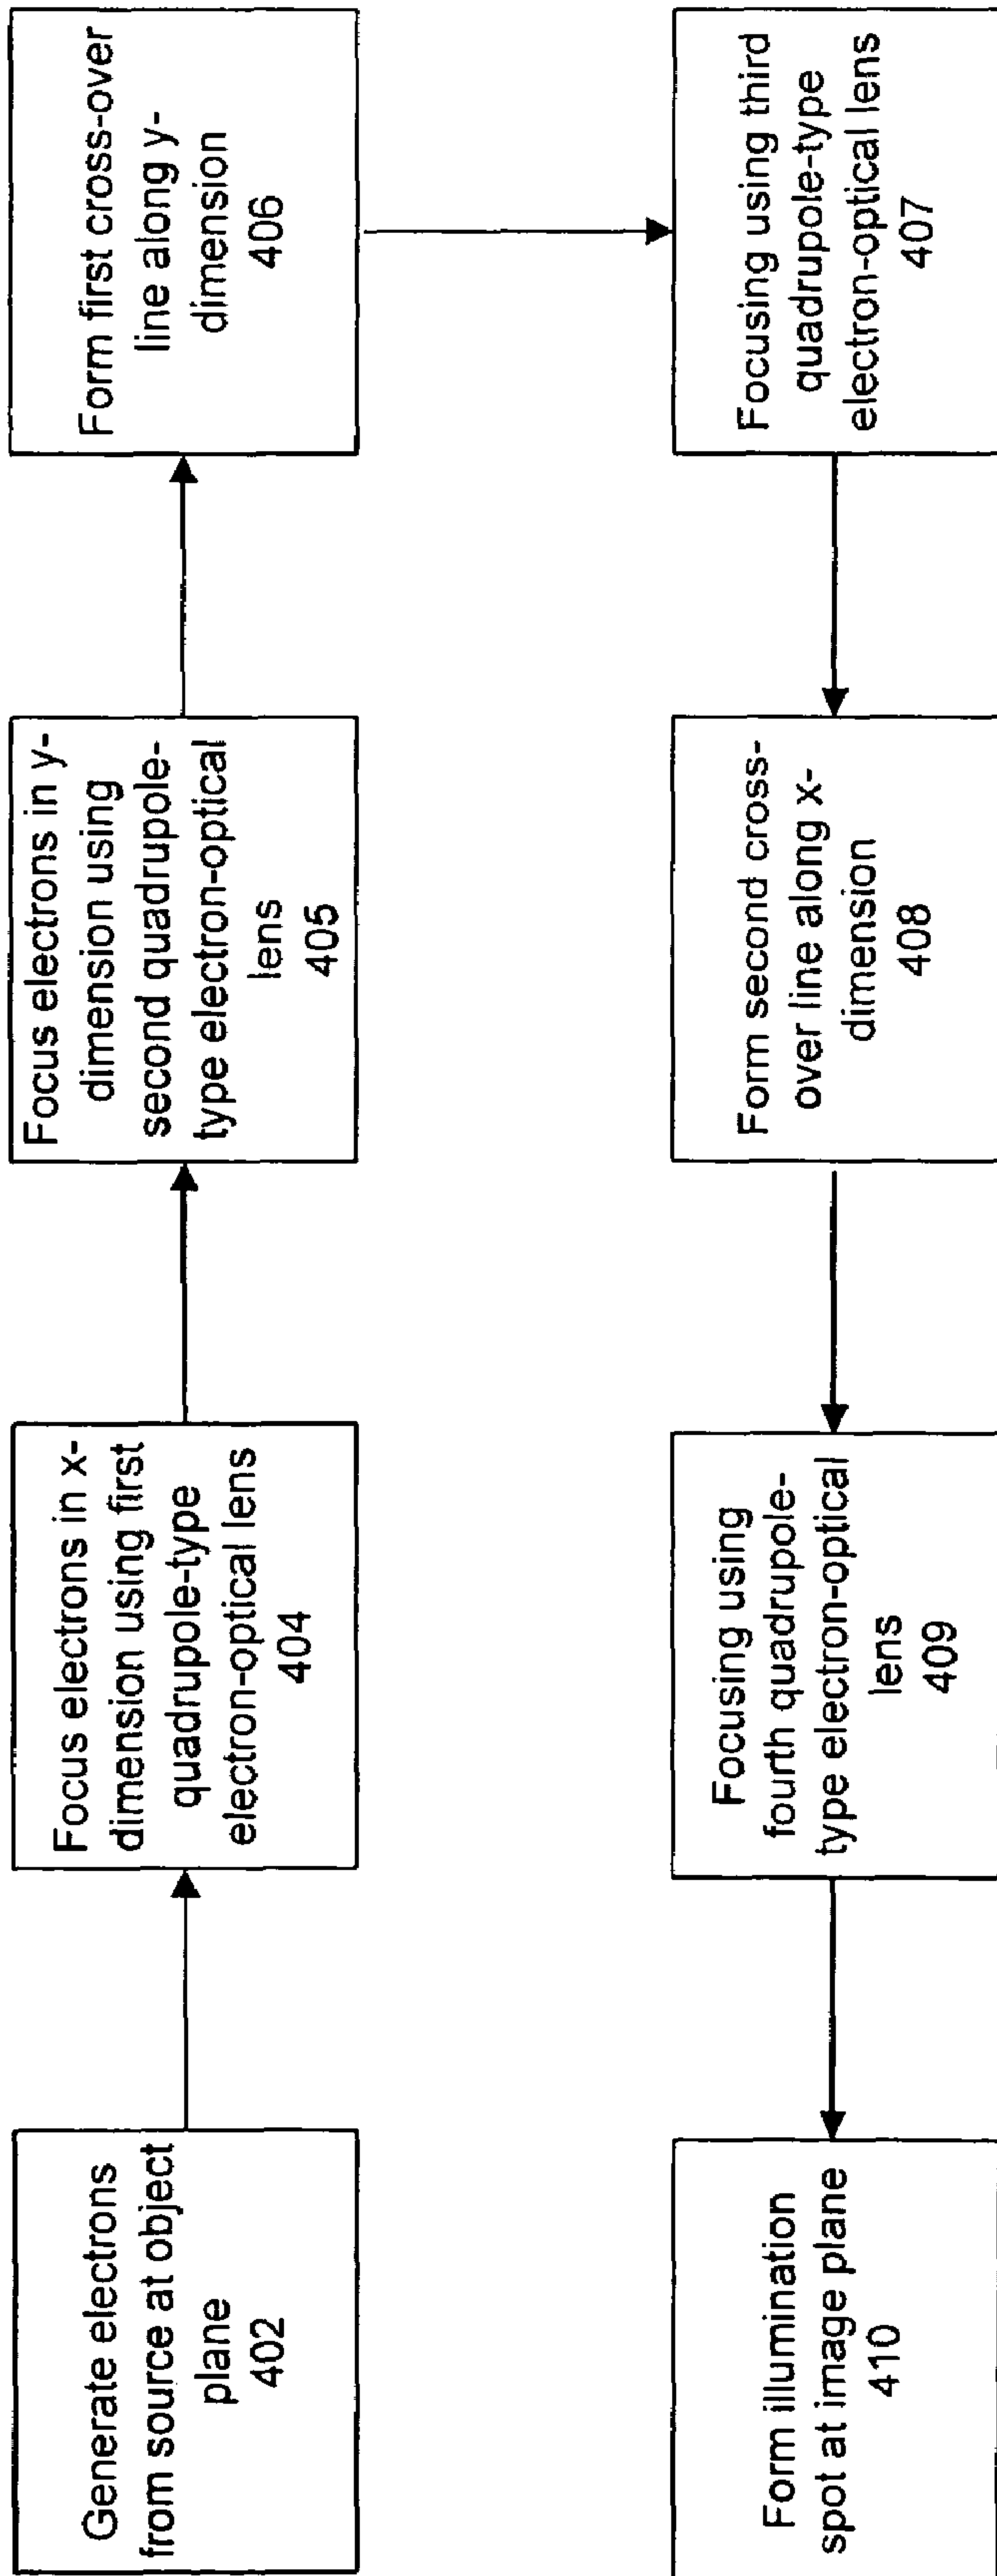 Generate electrons
from source at object
plane
402
Focus electrons in x-
dimension using first
quadrupole-type
electron-optical lens
404
Focus electrons in y-
dimension using
second quadrupole-
type electron-optical
lens
405
Form first cross-over
line along y-
dimension
406
Focusing using third
quadrupole-type
electron-optical lens
407
Form second cross-
over line along x-
dimension
408
Focusing using
fourth quadrupole-
type electron-optical
lens
409
Form illumination
spot at image plane
410